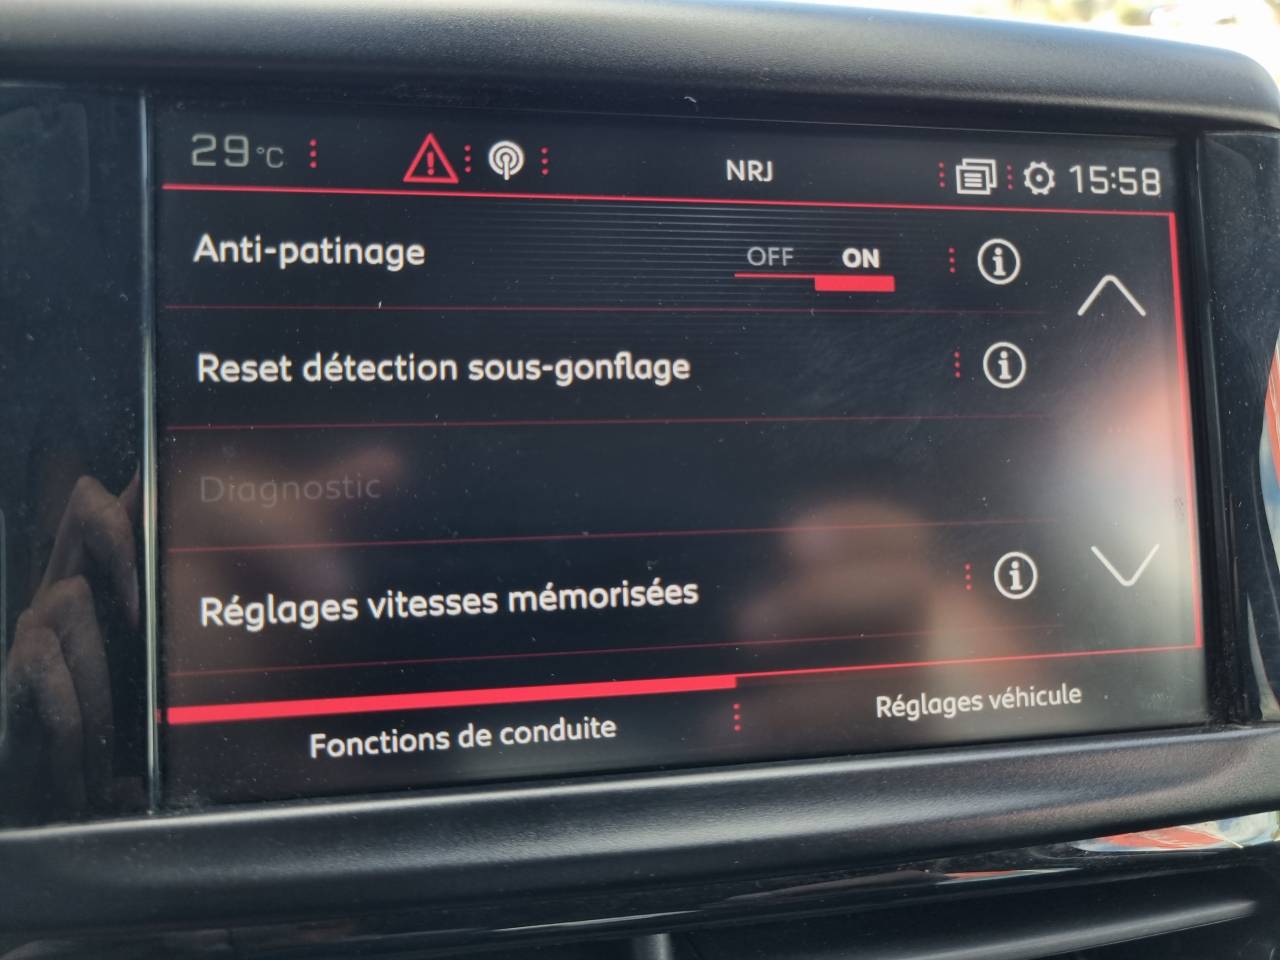 29°C
NRJ
15:58
Anti-patinage
OFF ON
Reset détection sous-gonflage
Diagnostic
Réglages vitesses mémorisées
Fonctions de conduite
Réglages véhicule